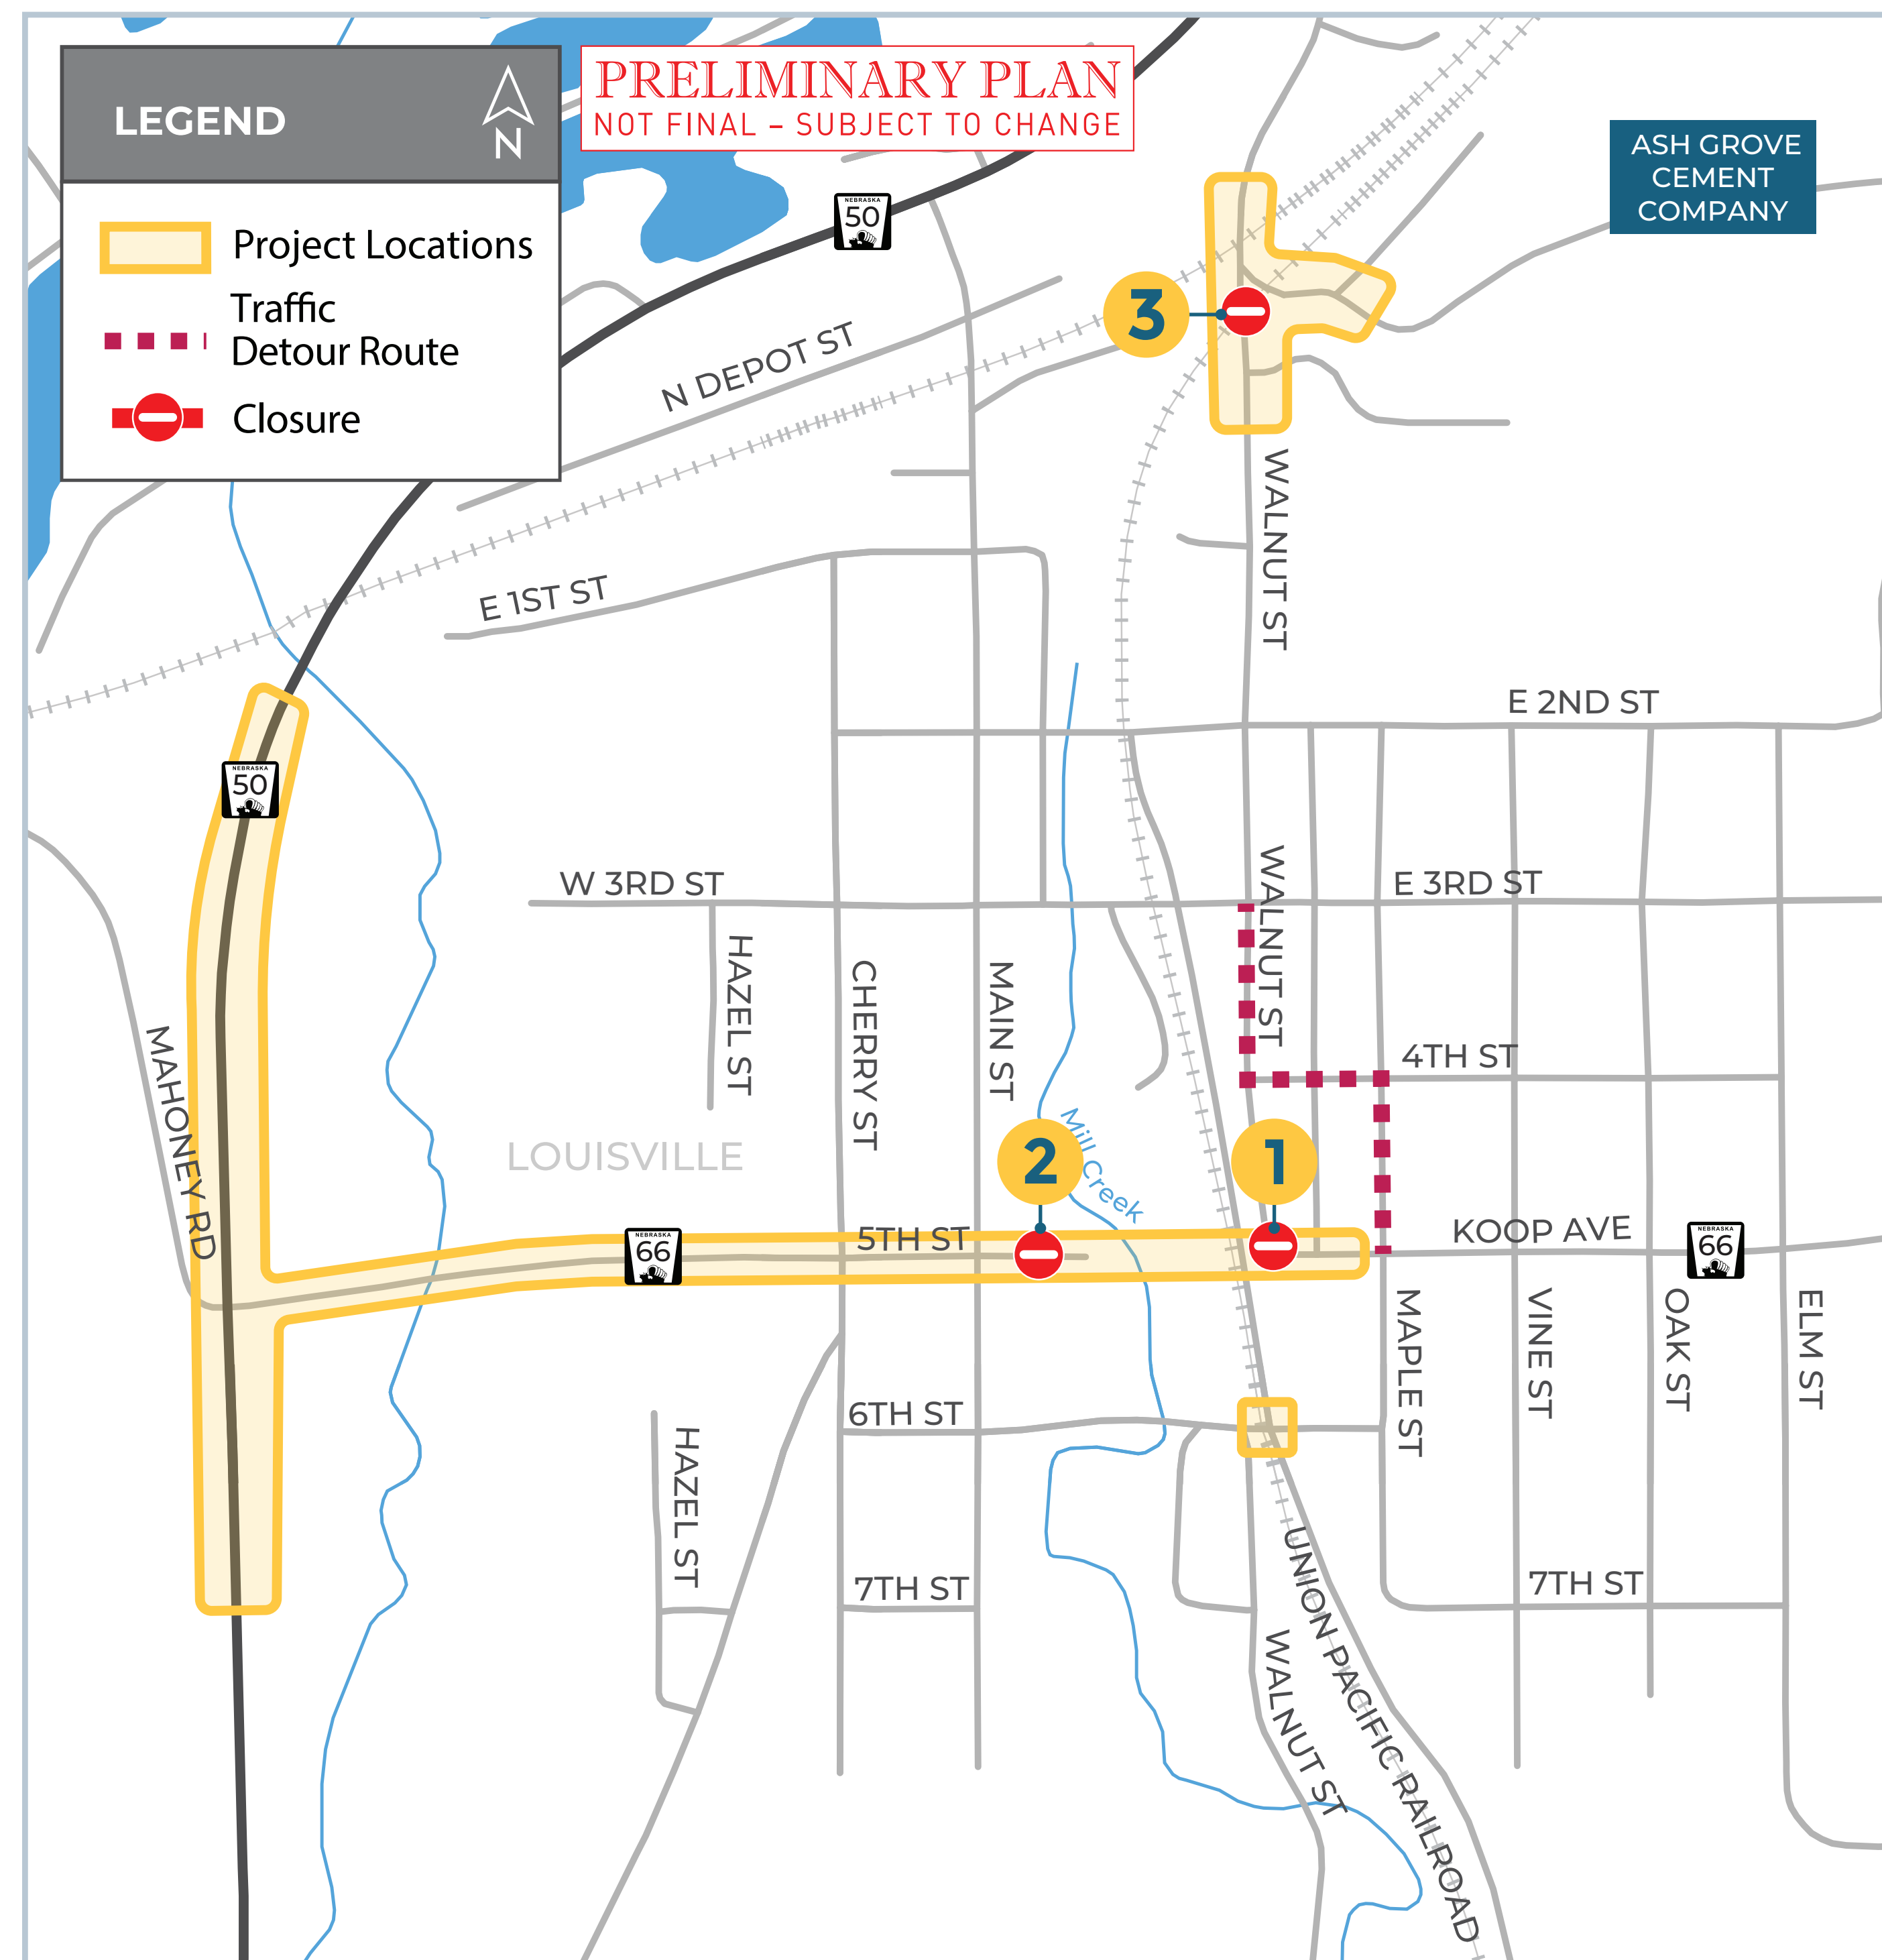 LEGEND
N
Project Locations
Traffic
Detour Route
Closure
PRELIMINARY PLAN
NOT FINAL – SUBJECT TO CHANGE
ASH GROVE
CEMENT
COMPANY
NEBRASKA
50
3
N DEPOT ST
WALNUT ST
E 1ST ST
E 2ND ST
NEBRASKA
50
W 3RD ST
E 3RD ST
WALNUT ST
HAZEL ST
CHERRY ST
MAIN ST
MAHONEY RD
4TH ST
LOUISVILLE
Mill Creek
2
1
5TH ST
KOOP AVE
NEBRASKA
66
NEBRASKA
66
MAPLE ST
VINE ST
OAK ST
ELM ST
6TH ST
HAZEL ST
7TH ST
7TH ST
UNION PACIFIC RAILROAD
WALNUT ST